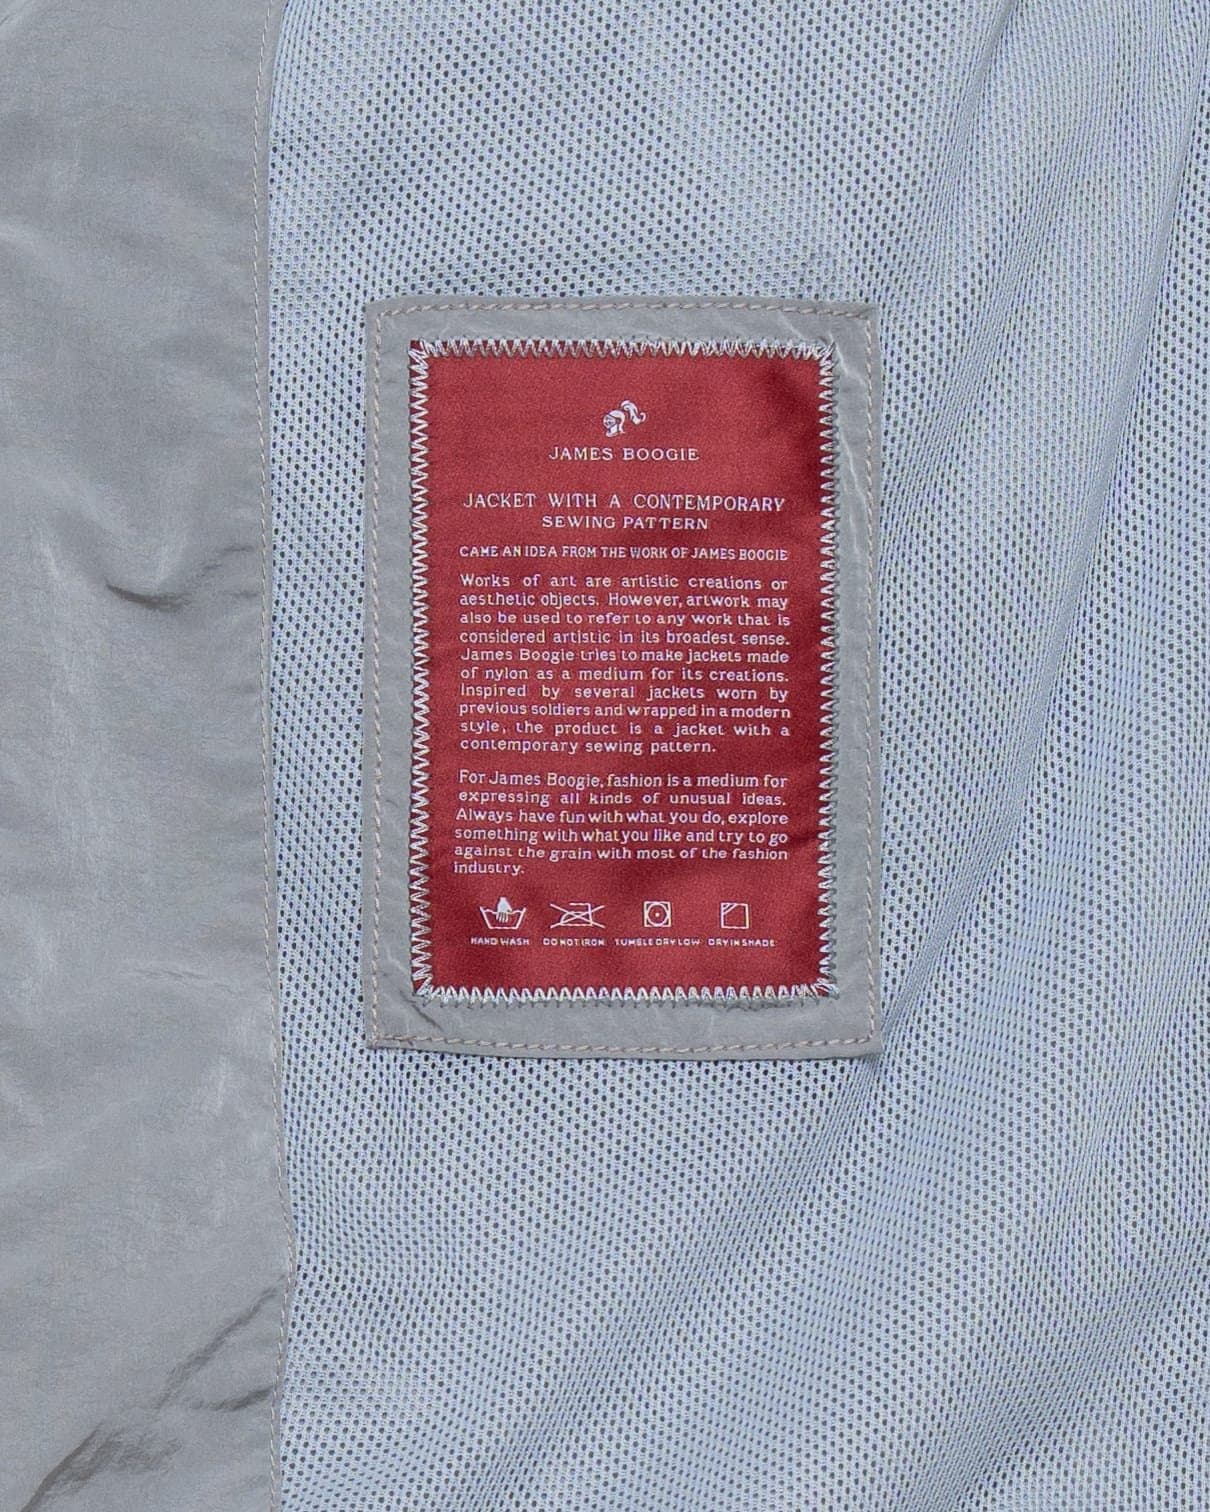 JAMES BOOGIE
JACKET WITH A CONTEMPORARY
SEWING PATTERN
CAME AN IDEA FROM THE WORK OF JAMES BOOGIE
Works of art are artistic creations or
aesthetic objects. However, artwork may
also be used to refer to any work that is
considered artistic in its broadest sense.
James Boogie tries to make jackets made
of nylon as a medium for its creations.
Inspired by several jackets worn by
previous soldiers and wrapped in a modern
style, the product is a jacket with a
contemporary sewing pattern.
For James Boogie, fashion is a medium for
expressing all kinds of unusual ideas.
Always have fun with what you do, explore
something with what you like and try to go
against the grain with most of the fashion
industry.
HAND WASH DO NOT IRON TUMBLE DRY LOW DRY IN SHADE